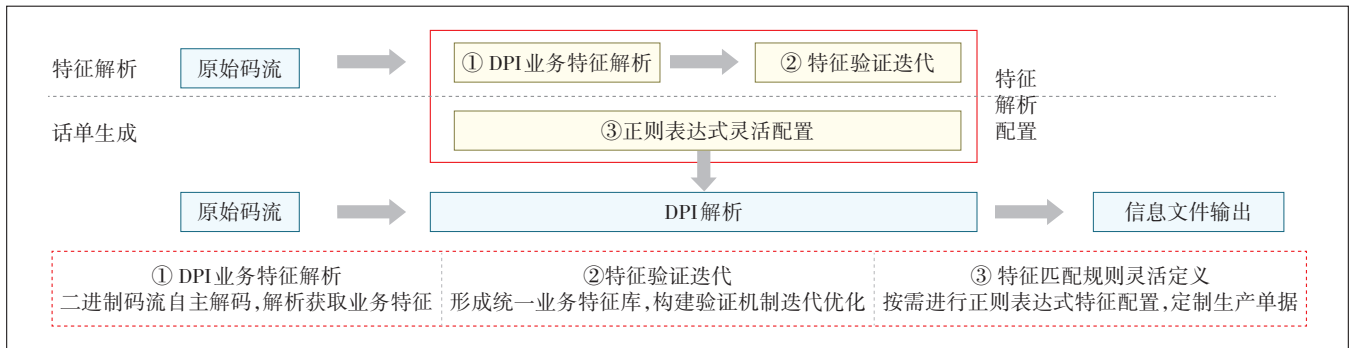 特征解析
原始码流
① DPI业务特征解析
② 特征验证迭代
特征
解析
配置
话单生成
③正则表达式灵活配置
原始码流
DPI解析
信息文件输出
① DPI业务特征解析
二进制码流自主解码,解析获取业务特征
②特征验证迭代
形成统一业务特征库,构建验证机制迭代优化
③ 特征匹配规则灵活定义
按需进行正则表达式特征配置,定制生产单据